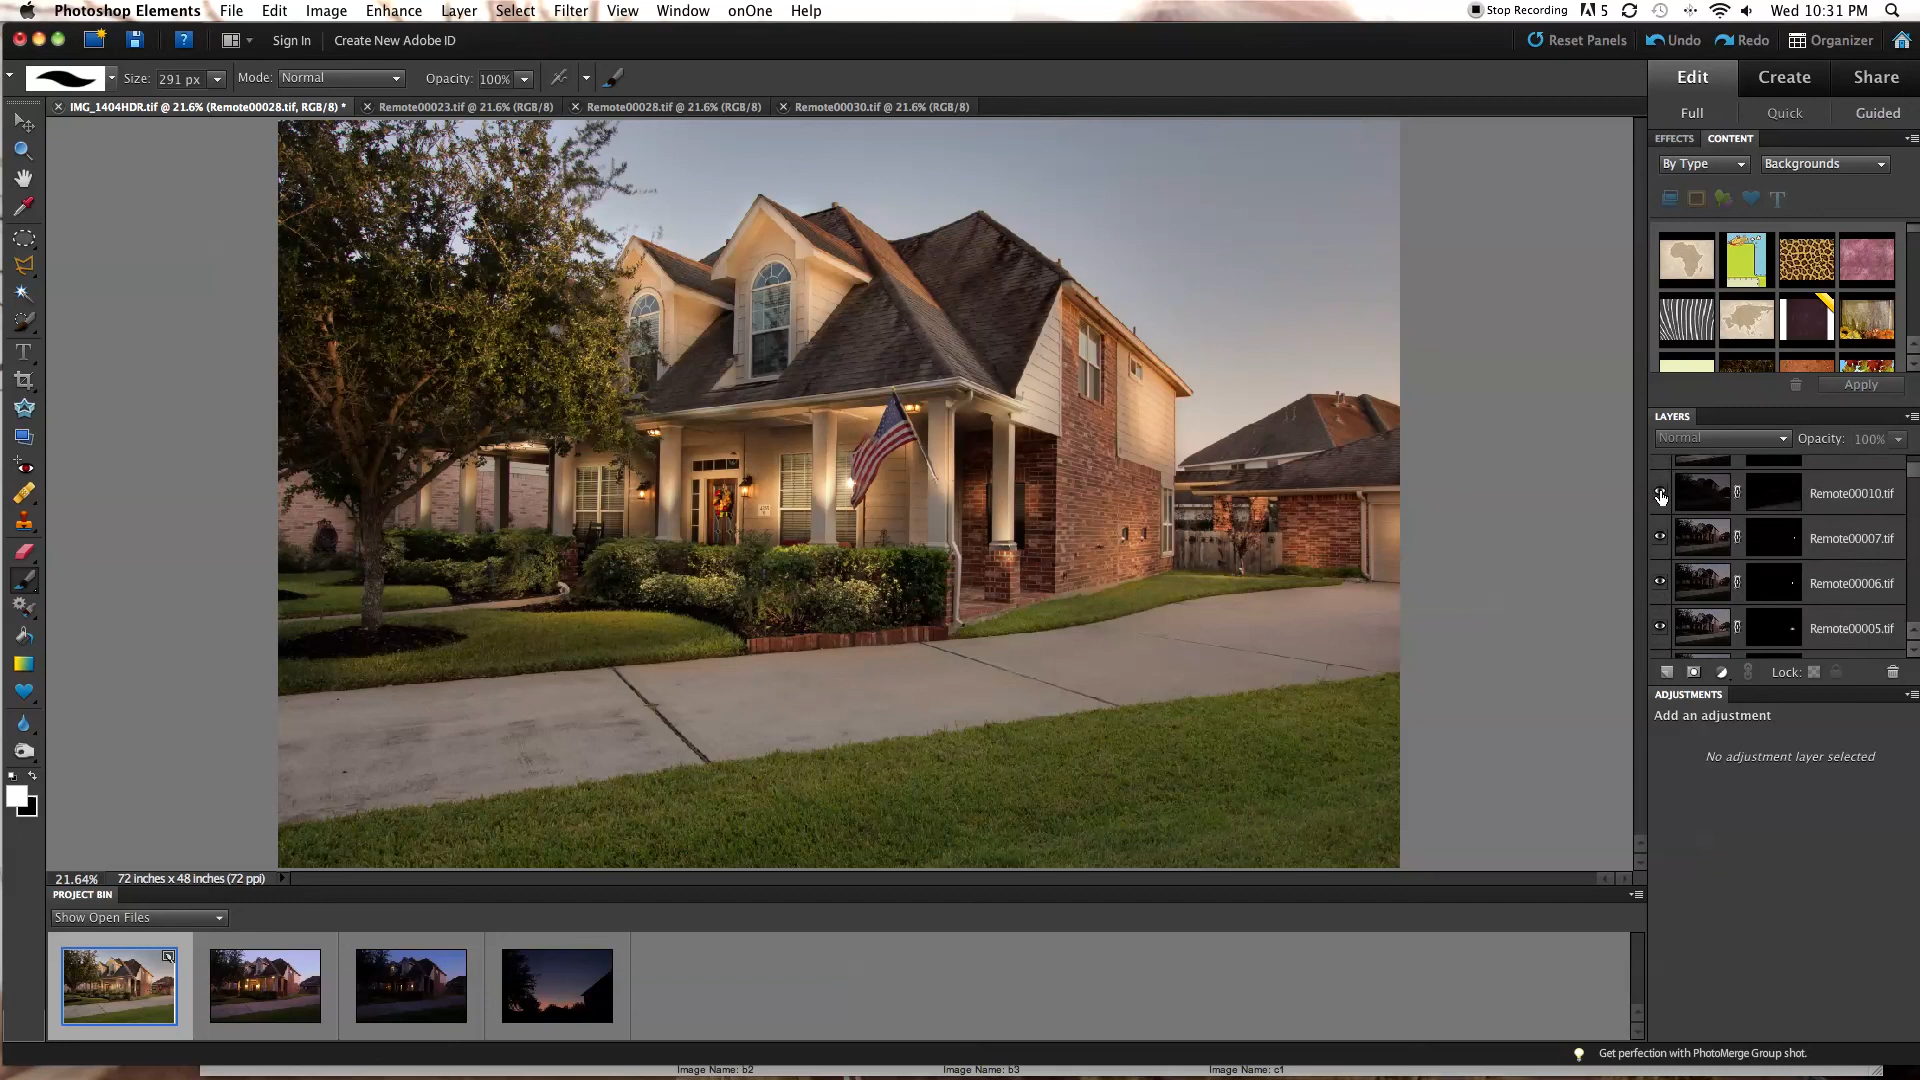 Photoshop Elements File Edit Image Enhance Layer Select Filter View Window onOne Help Stop Recording 5 Wed 10:31 PM
Sign In Create New Adobe ID Reset Panels Undo Redo Organizer
Size: 291 px Mode: Normal Opacity: 100% Edit Create Share
IMG_1404HDR.tif @ 21.6% (Remote00028.tif, RGB/8) * Remote00023.tif @ 21.6% (RGB/8) Remote00028.tif @ 21.6% (RGB/8) Remote00030.tif @ 21.6% (RGB/8)
Full Quick Guided
EFFECTS CONTENT
By Type Backgrounds
Apply
LAYERS
Normal Opacity: 100%
Remote00010.tif
Remote00007.tif
Remote00006.tif
Remote00005.tif
Lock:
ADJUSTMENTS
Add an adjustment
No adjustment layer selected
21.64% 72 inches x 48 inches (72 ppi)
PROJECT BIN
Show Open Files
Get perfection with PhotoMerge Group shot.
Image Name: b2 Image Name: b3 Image Name: c1